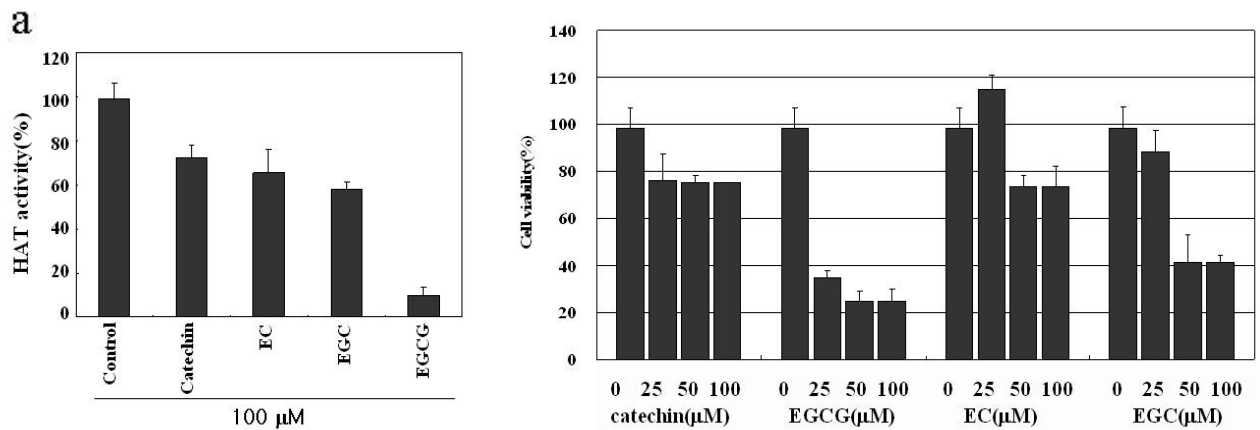 a
HAT activity(%)
120
100
80
60
40
20
0
Control
Catechin
EC
EGC
EGCG
100 μM
Cell viability(%)
140
120
100
80
60
40
20
0
0 25 50 100 0 25 50 100 0 25 50 100 0 25 50 100
catechin(μM) EGCG(μM) EC(μM) EGC(μM)